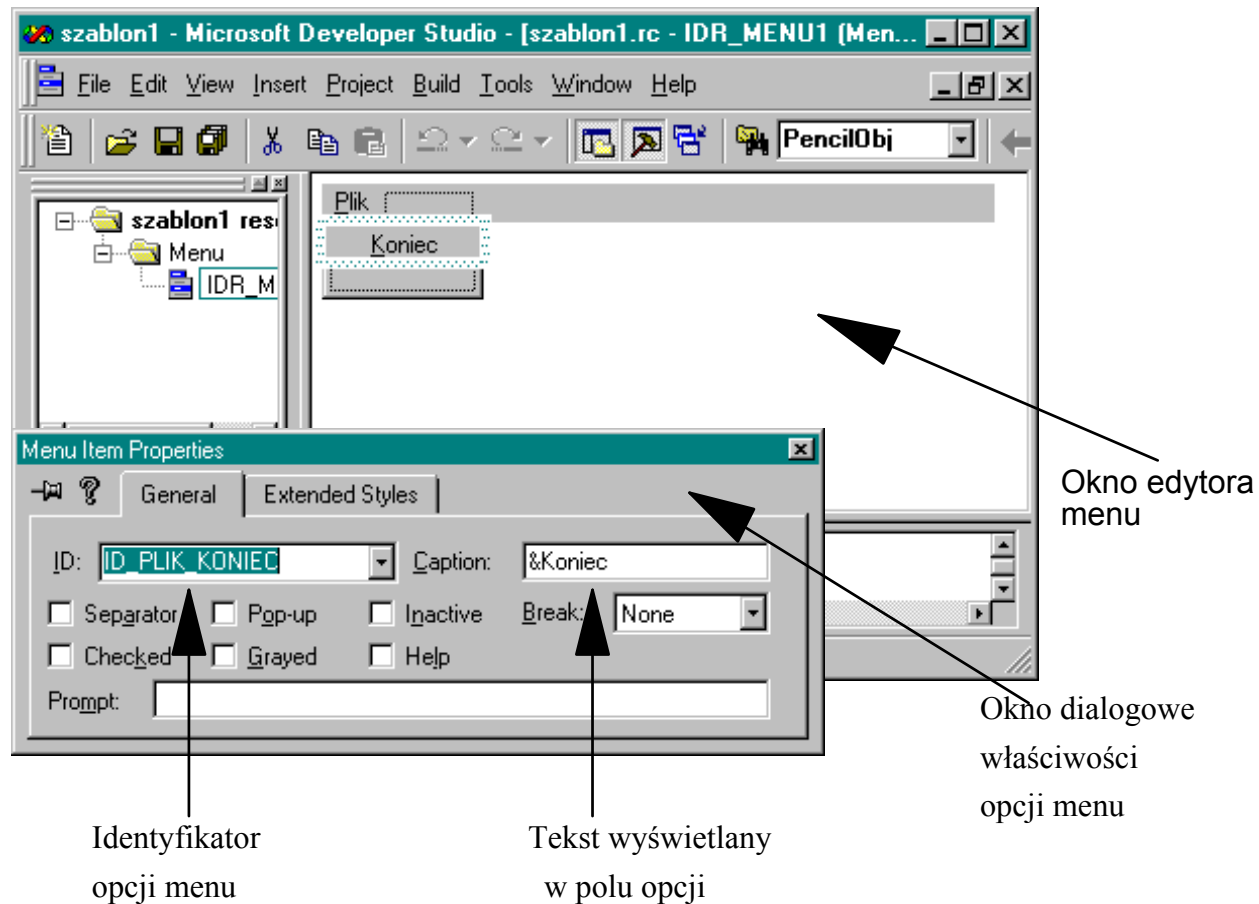 szablon1 - Microsoft Developer Studio - [szablon1.rc - IDR_MENU1 (Men...
File Edit View Insert Project Build Tools Window Help
PencilObj
szablon1 res
Menu
IDR_M
Plik
Koniec
Menu Item Properties
General Extended Styles
ID: ID_PLIK_KONIEC Caption: &Koniec
Separator Pop-up Inactive Break: None
Checked Grayed Help
Prompt:
Okno edytora
menu
Okno dialogowe
właściwości
opcji menu
Identyfikator
opcji menu
Tekst wyświetlany
w polu opcji